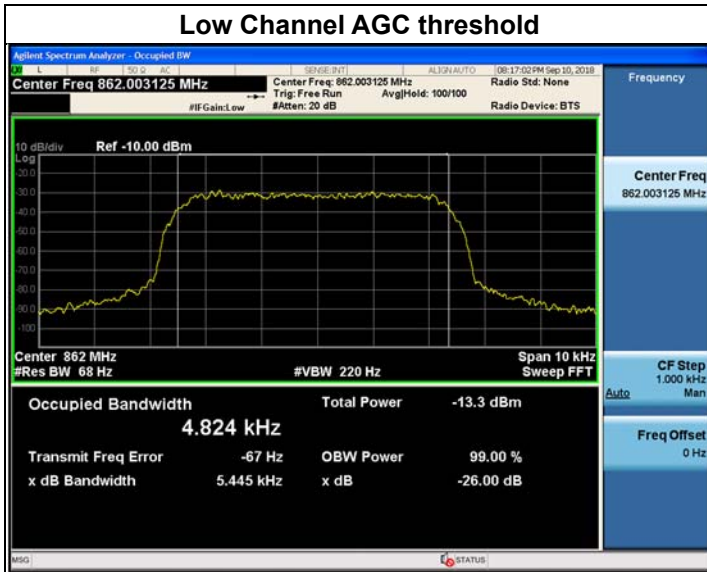 Low Channel AGC threshold
Agilent Spectrum Analyzer - Occupied BW
L RF 50 Ω AC SENSE:INT ALIGN AUTO 08:17:02 PM Sep 10, 2018
Center Freq 862.003125 MHz
Center Freq: 862.003125 MHz
Radio Std: None
Trig: Free Run Avg|Hold: 100/100
#IFGain:Low #Atten: 20 dB Radio Device: BTS
Frequency
10 dB/div Ref -10.00 dBm
Log
-20.0
-30.0
-40.0
-50.0
-60.0
-70.0
-80.0
-90.0
-100
Center 862 MHz Span 10 kHz
#Res BW 68 Hz #VBW 220 Hz Sweep FFT
Occupied Bandwidth Total Power -13.3 dBm
4.824 kHz
Transmit Freq Error -67 Hz OBW Power 99.00 %
x dB Bandwidth 5.445 kHz x dB -26.00 dB
Center Freq
862.003125 MHz
CF Step
1.000 kHz
Auto Man
Freq Offset
0 Hz
MSG STATUS